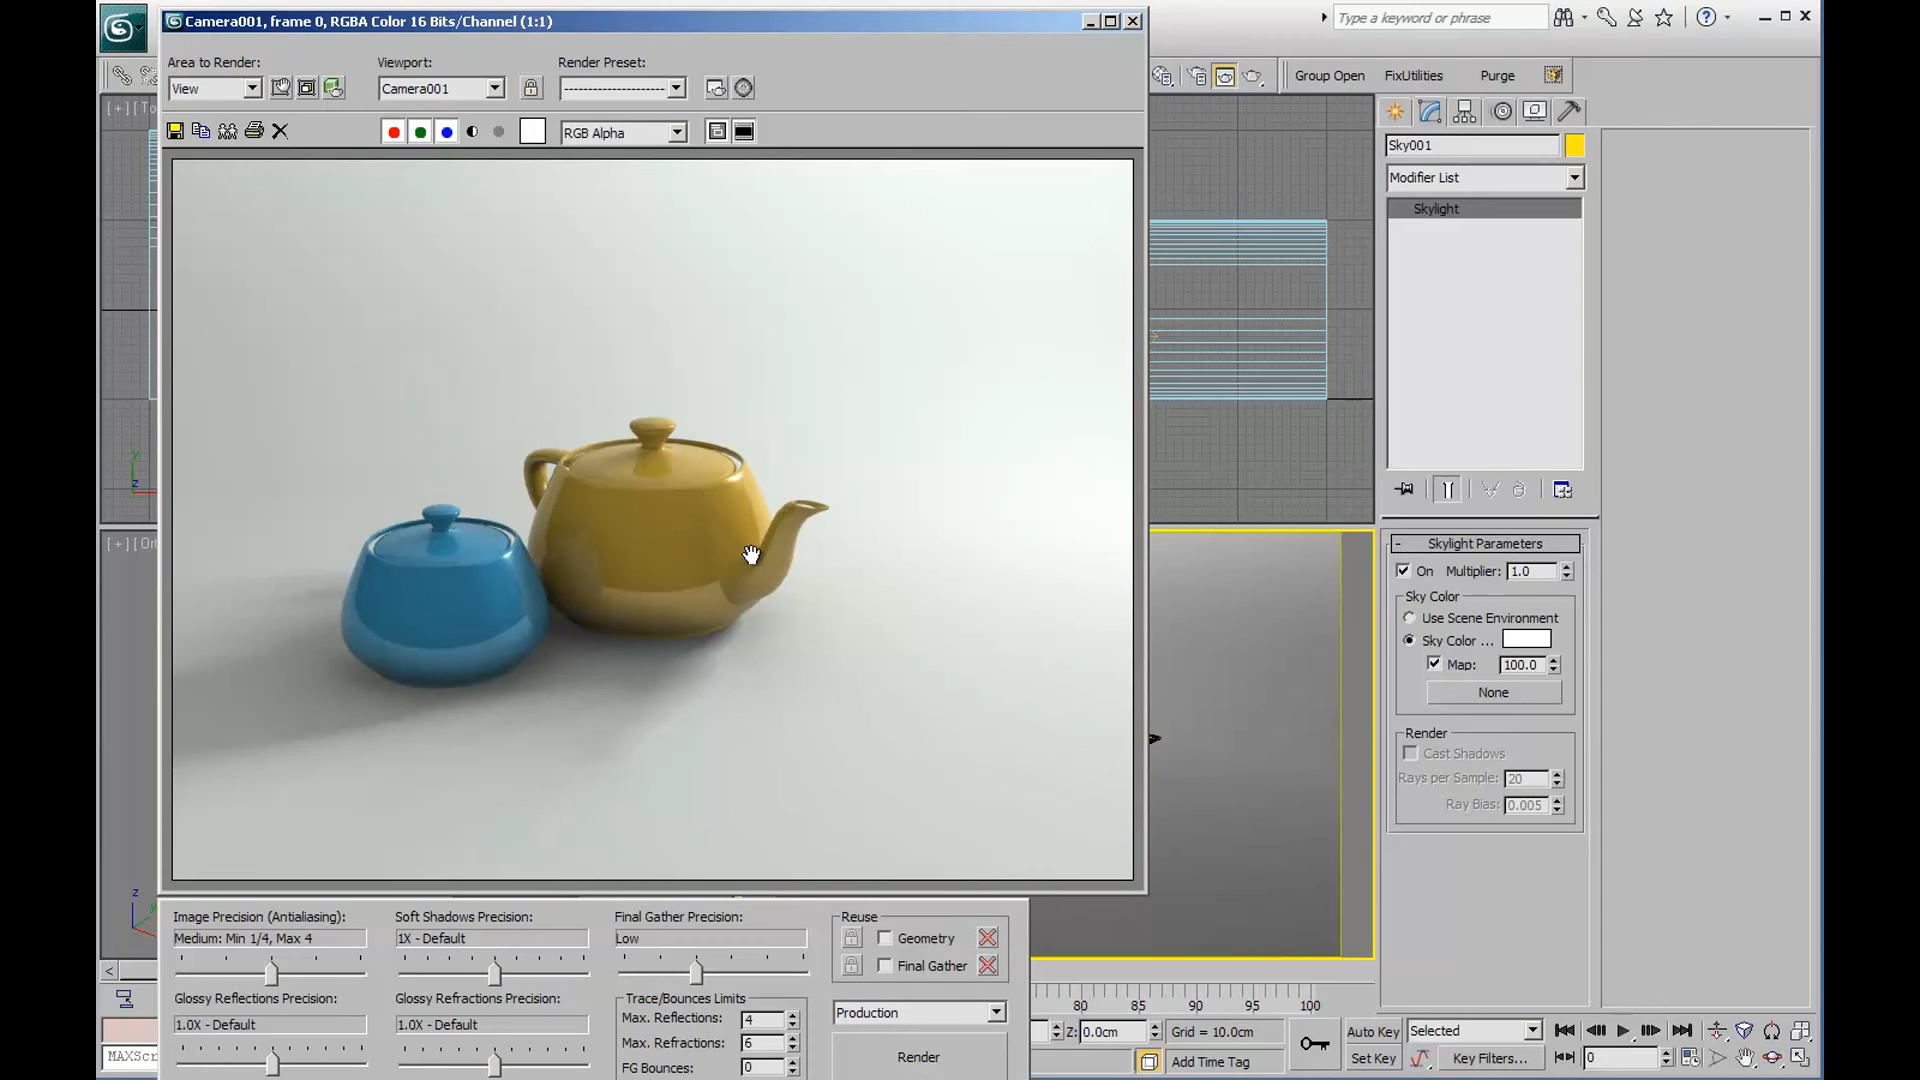 Camera001, frame 0, RGBA Color 16 Bits/Channel (1:1)
Type a keyword or phrase
Area to Render:
Viewport:
Render Preset:
View
Camera001
Group Open
FixUtilities
Purge
RGB Alpha
Sky001
Modifier List
Skylight
Skylight Parameters
On
Multiplier:
1.0
Sky Color
Use Scene Environment
Sky Color ...
Map:
100.0
None
Render
Cast Shadows
Rays per Sample:
20
Ray Bias:
0.005
Image Precision (Antialiasing):
Medium: Min 1/4, Max 4
Soft Shadows Precision:
1X - Default
Final Gather Precision:
Low
Reuse
Geometry
Final Gather
Glossy Reflections Precision:
1.0X - Default
Glossy Refractions Precision:
1.0X - Default
Trace/Bounces Limits
Max. Reflections:
4
Max. Refractions:
6
FG Bounces:
0
Production
Render
80 85 90 95 100
Z:
0.0cm
Grid = 10.0cm
Add Time Tag
Auto Key
Selected
Set Key
Key Filters...
0
MAXScr